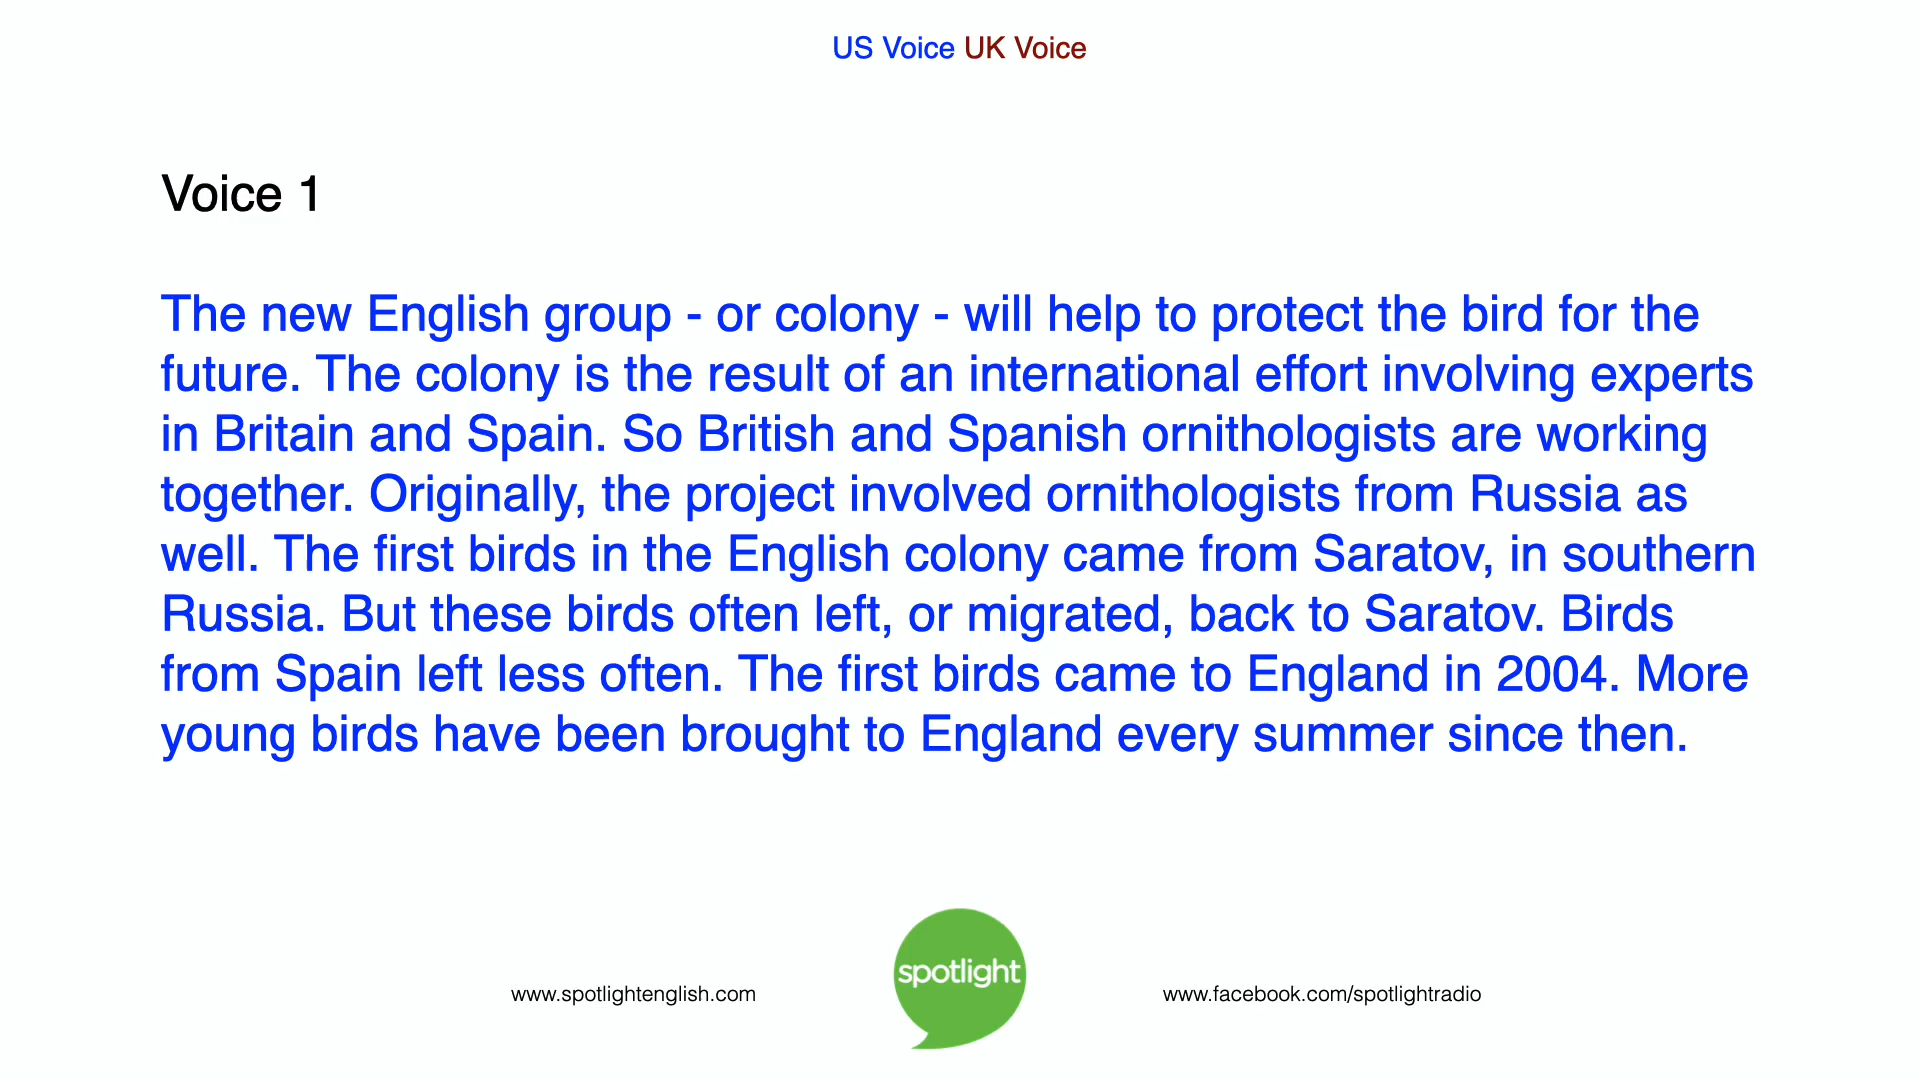 US Voice UK Voice
Voice 1
The new English group - or colony - will help to protect the bird for the
future. The colony is the result of an international effort involving experts
in Britain and Spain. So British and Spanish ornithologists are working
together. Originally, the project involved ornithologists from Russia as
well. The first birds in the English colony came from Saratov, in southern
Russia. But these birds often left, or migrated, back to Saratov. Birds
from Spain left less often. The first birds came to England in 2004. More
young birds have been brought to England every summer since then.
spotlight
www.spotlightenglish.com
www.facebook.com/spotlightradio